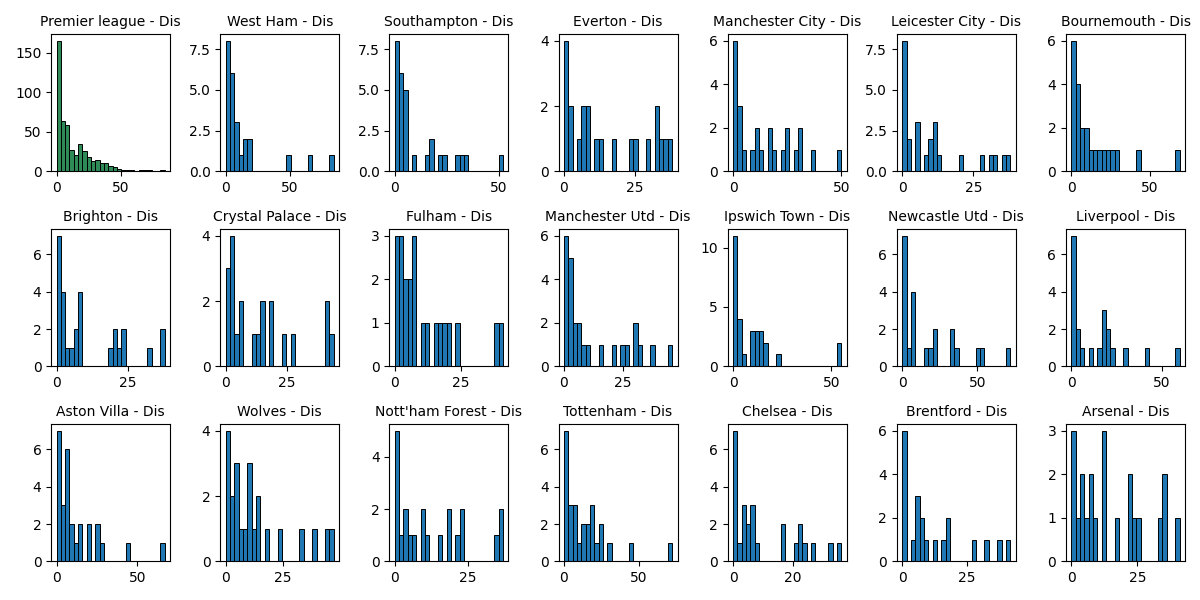 Premier league - Dis West Ham - Dis Southampton - Dis Everton - Dis Manchester City - Dis Leicester City - Dis Bournemouth - Dis
150 7.5 7.5 4 6 7.5 6
100 5.0 5.0 4 5.0 4
50 2.5 2.5 2 2 2.5 2
0 0.0 0.0 0 0 0.0 0
0 50 0 50 0 50 0 25 0 50 0 25 0 50
Brighton - Dis Crystal Palace - Dis Fulham - Dis Manchester Utd - Dis Ipswich Town - Dis Newcastle Utd - Dis Liverpool - Dis
6 4 3 6 10 6 6
4 2 2 4 5 4 4
2 1 2 2 2
0 0 0 0 0 0 0
0 25 0 25 0 25 0 25 0 50 0 50 0 50
Aston Villa - Dis Wolves - Dis Nott'ham Forest - Dis Tottenham - Dis Chelsea - Dis Brentford - Dis Arsenal - Dis
6 4 4 6 6 6 3
4 2 2 4 4 4 2
2 2 2 2 1
0 0 0 0 0 0 0
0 50 0 25 0 25 0 50 0 20 0 25 0 25